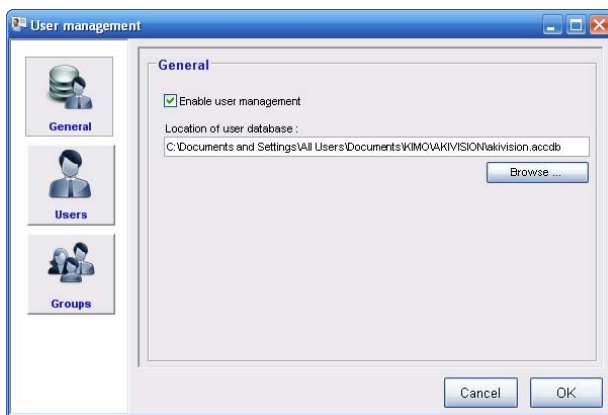 User management
General
Users
Groups
General
Enable user management
Location of user database :
C:\Documents and Settings\All Users\Documents\KIMO\AKIVISION\akivision.accdb
Browse ...
Cancel
OK